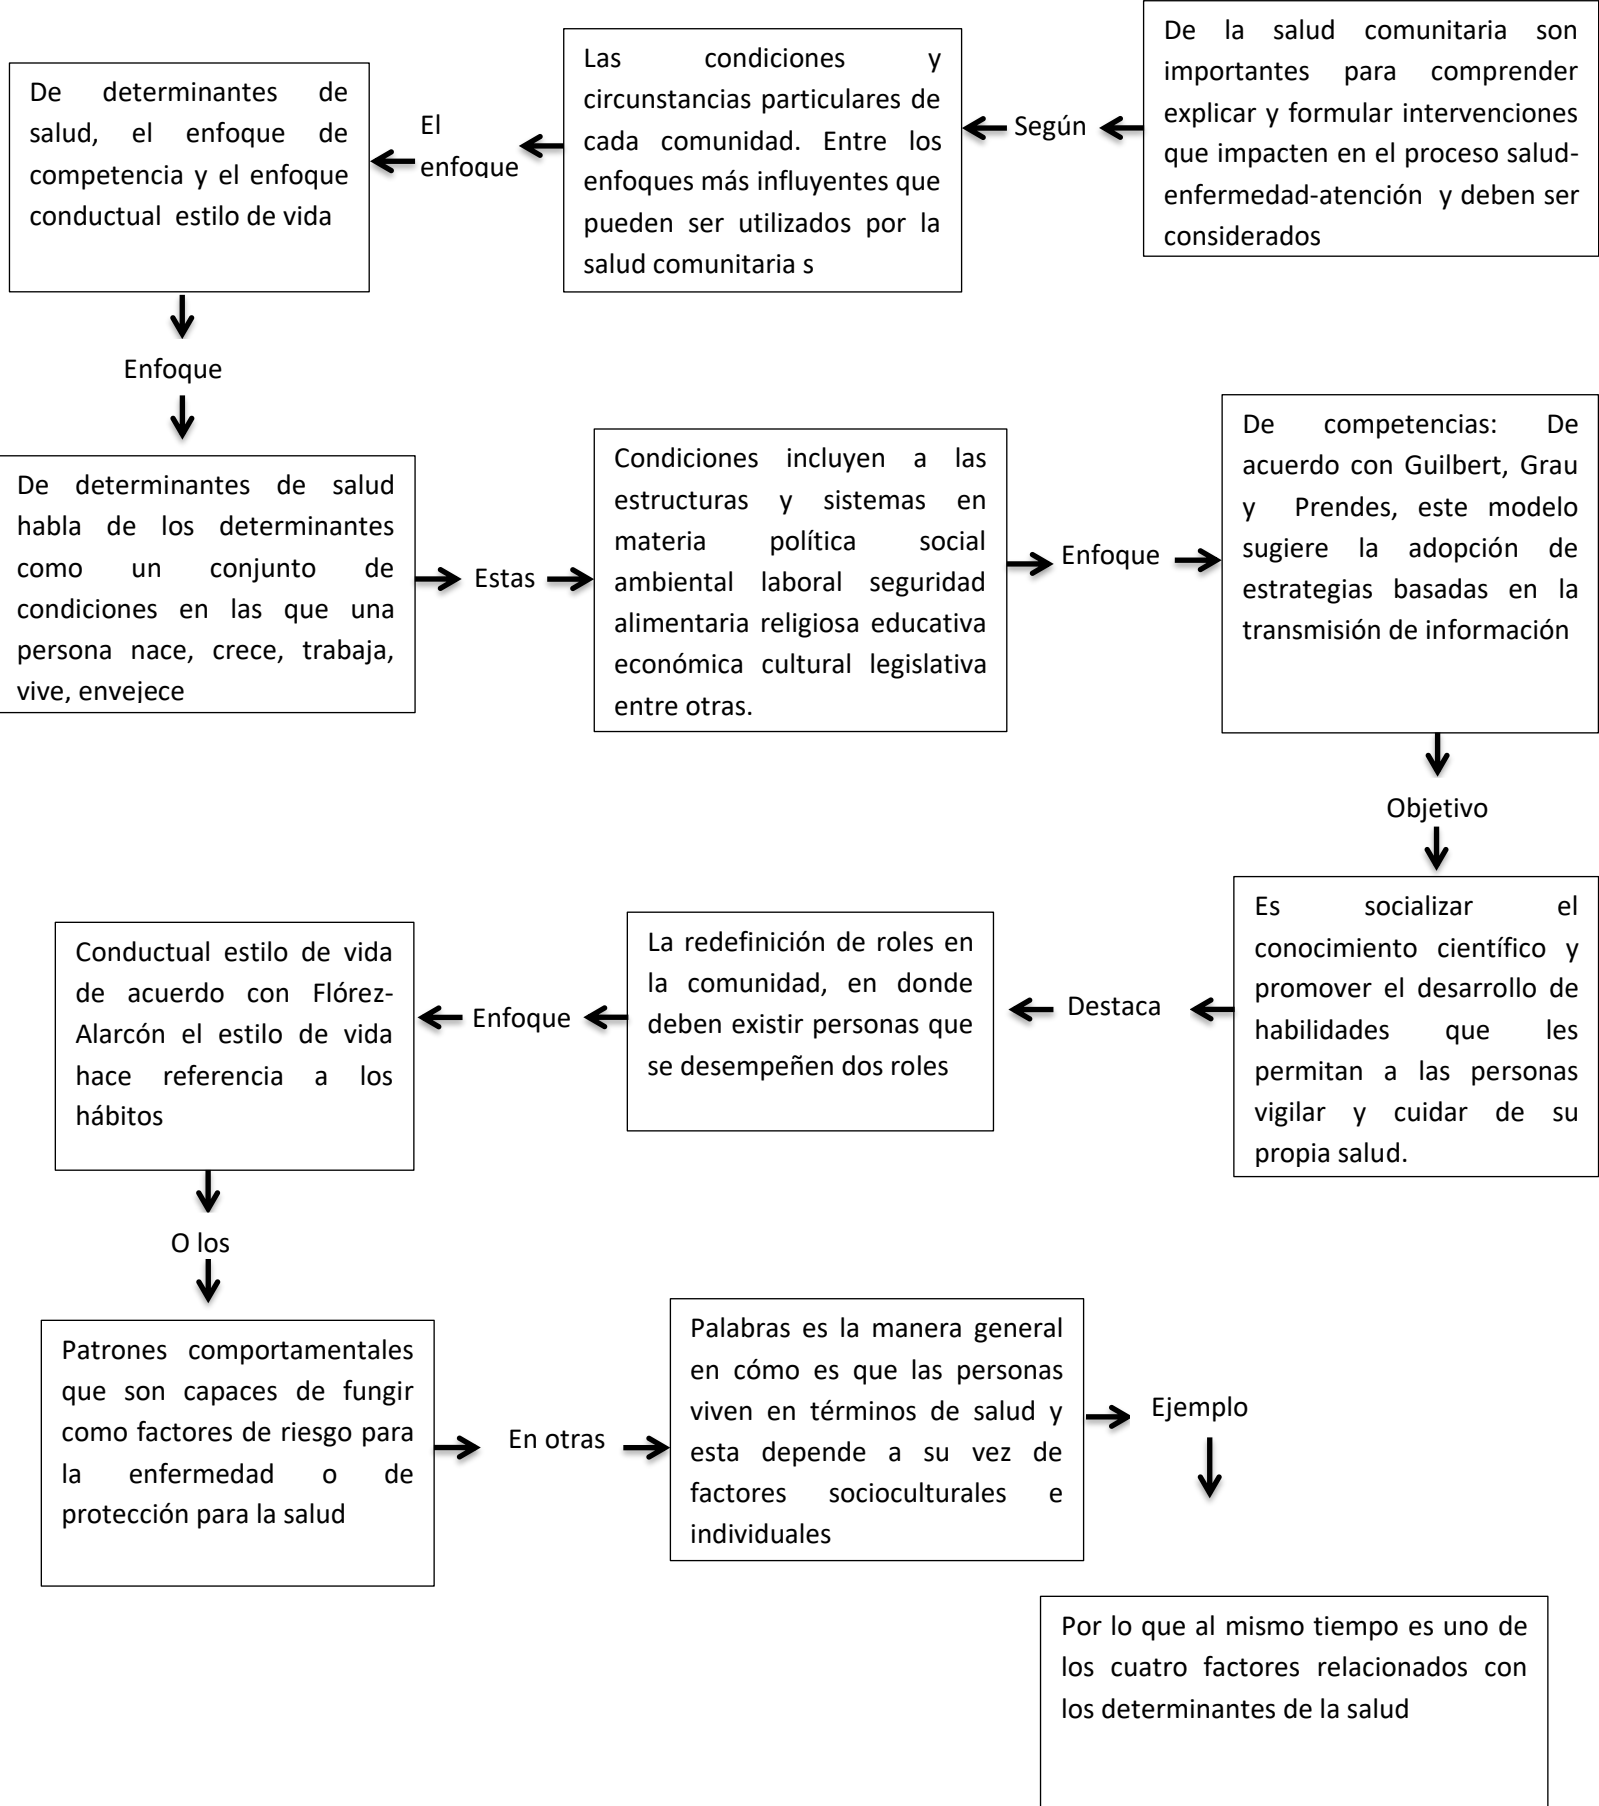 De la salud comunitaria son
importantes para comprender
explicar y formular intervenciones
que impacten en el proceso salud-
enfermedad-atención y deben ser
considerados
Según
Las condiciones y
circunstancias particulares de
cada comunidad. Entre los
enfoques más influyentes que
pueden ser utilizados por la
salud comunitaria s
El
enfoque
De determinantes de
salud, el enfoque de
competencia y el enfoque
conductual estilo de vida
Enfoque
De determinantes de salud
habla de los determinantes
como un conjunto de
condiciones en las que una
persona nace, crece, trabaja,
vive, envejece
Estas
Condiciones incluyen a las
estructuras y sistemas en
materia política social
ambiental laboral seguridad
alimentaria religiosa educativa
económica cultural legislativa
entre otras.
Enfoque
De competencias: De
acuerdo con Guilbert, Grau
y Prendes, este modelo
sugiere la adopción de
estrategias basadas en la
transmisión de información
Objetivo
Es socializar el
conocimiento científico y
promover el desarrollo de
habilidades que les
permitan a las personas
vigilar y cuidar de su
propia salud.
Destaca
La redefinición de roles en
la comunidad, en donde
deben existir personas que
se desempeñen dos roles
Enfoque
Conductual estilo de vida
de acuerdo con Flórez-
Alarcón el estilo de vida
hace referencia a los
hábitos
O los
Patrones comportamentales
que son capaces de fungir
como factores de riesgo para
la enfermedad o de
protección para la salud
En otras
Palabras es la manera general
en cómo es que las personas
viven en términos de salud y
esta depende a su vez de
factores socioculturales e
individuales
Ejemplo
Por lo que al mismo tiempo es uno de
los cuatro factores relacionados con
los determinantes de la salud